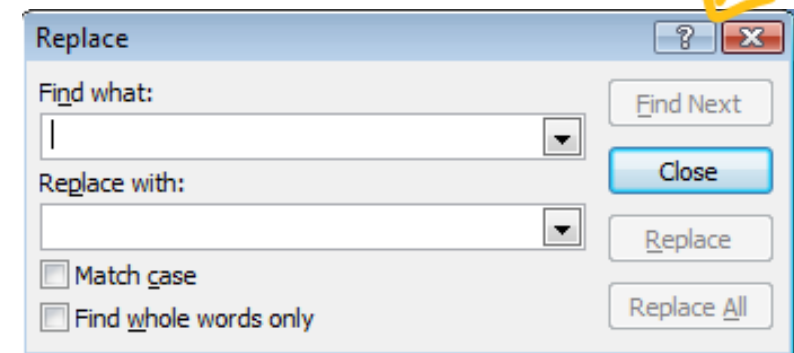 Replace
?
Find what:
Find Next
Close
Replace with:
Replace
Match case
Find whole words only
Replace All